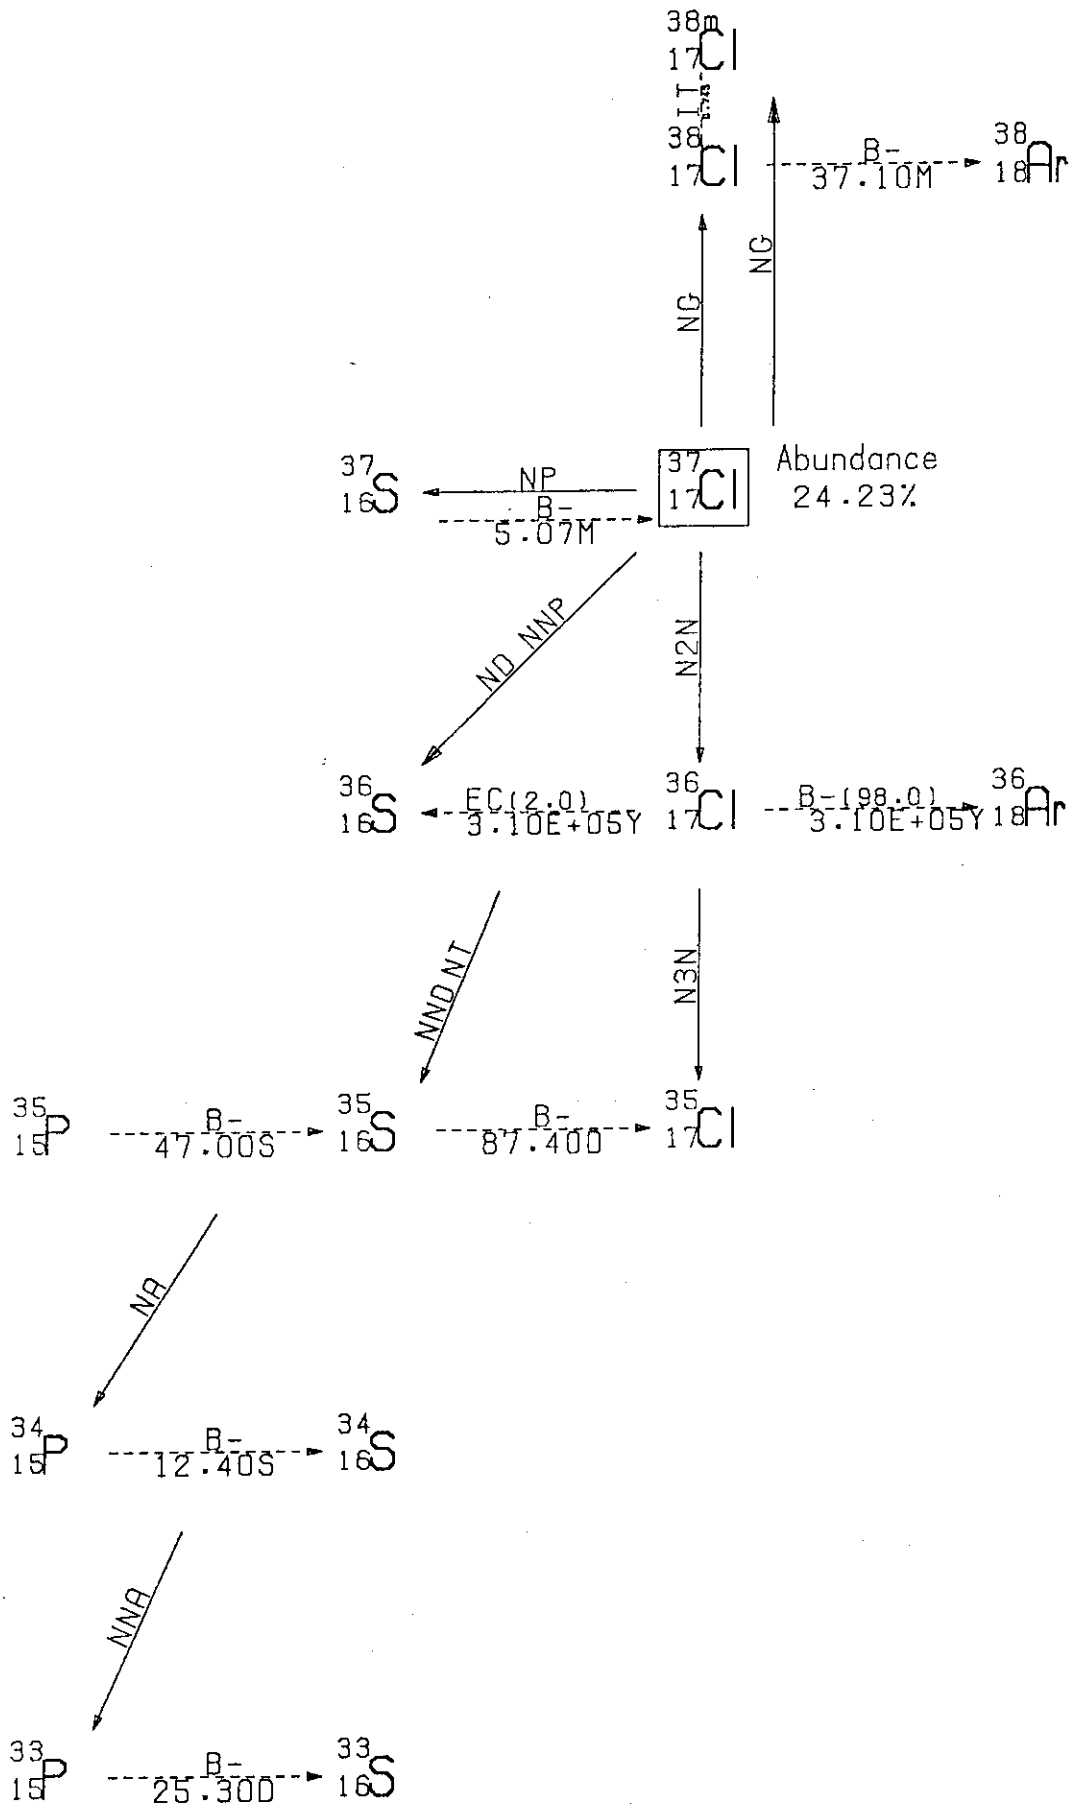 38m
17Cl
IT
38
17Cl
B-
37.10M
38
18Ar
NG
NG
37
16S
NP
B-
5.07M
37
17Cl
Abundance
24.23%
ND NNP
N2N
36
16S
EC(2.0)
3.10E+05Y
36
17Cl
B-(98.0)
3.10E+05Y
36
18Ar
NND NT
N3N
35
15P
B-
47.00S
35
16S
B-
87.40D
35
17Cl
NA
34
15P
B-
12.40S
34
16S
NNA
33
15P
B-
25.30D
33
16S